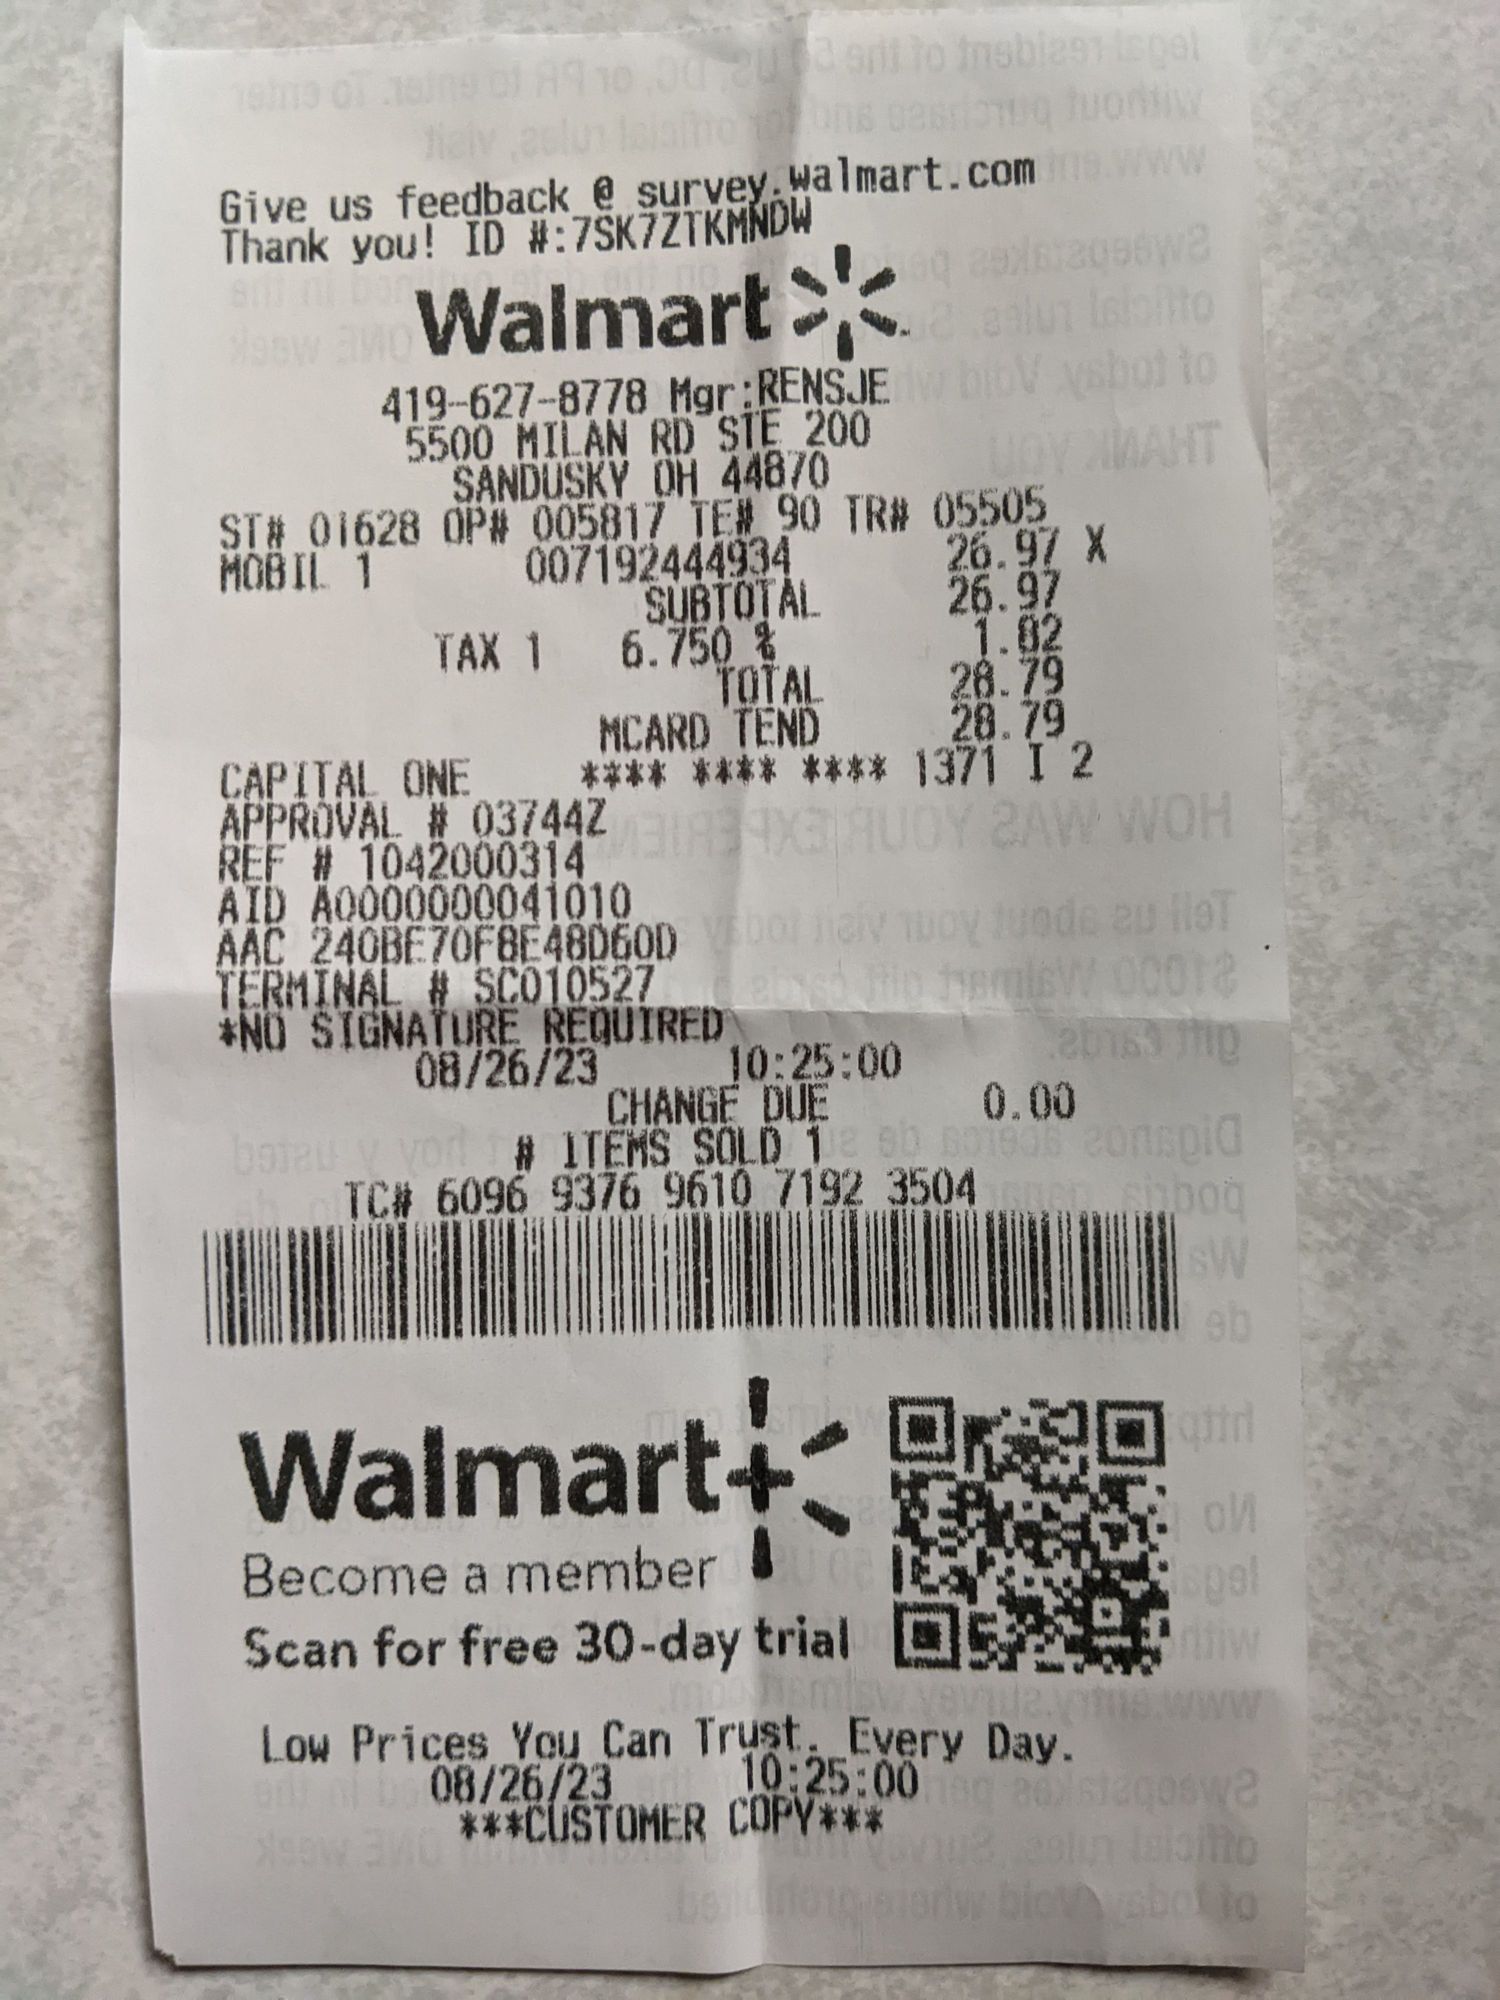 Give us feedback @ survey.walmart.com
Thank you! ID #:7SK7ZTKMNDW
Walmart
419-627-8778 Mgr:RENSJE
5500 MILAN RD STE 200
SANDUSKY OH 44870
ST# 01628 OP# 005817 TE# 90 TR# 05505
MOBIL 1 007192444934 26.97 X
SUBTOTAL 26.97
TAX 1 6.750 % 1.82
TOTAL 28.79
MCARD TEND 28.79
CAPITAL ONE **** **** **** 1371 I 2
APPROVAL # 03744Z
REF # 1042000314
AID A0000000041010
AAC 240BE70F8E48D60D
TERMINAL # SC010527
*NO SIGNATURE REQUIRED
08/26/23 10:25:00
CHANGE DUE 0.00
# ITEMS SOLD 1
TC# 6096 9376 9610 7192 3504
Walmart+
Become a member
Scan for free 30-day trial
Low Prices You Can Trust. Every Day.
08/26/23 10:25:00
***CUSTOMER COPY***